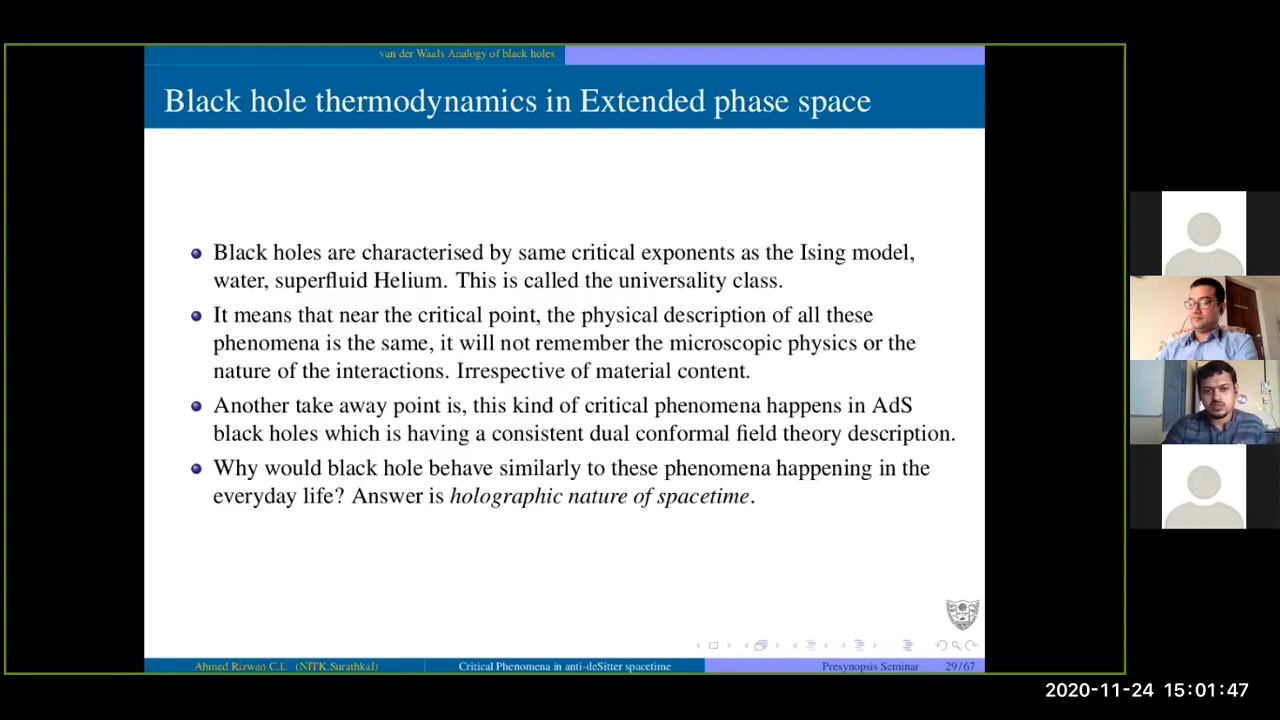 van der Waals Analogy of black holes
Black hole thermodynamics in Extended phase space
Black holes are characterised by same critical exponents as the Ising model,
water, superfluid Helium. This is called the universality class.
It means that near the critical point, the physical description of all these
phenomena is the same, it will not remember the microscopic physics or the
nature of the interactions. Irrespective of material content.
Another take away point is, this kind of critical phenomena happens in AdS
black holes which is having a consistent dual conformal field theory description.
Why would black hole behave similarly to these phenomena happening in the
everyday life? Answer is holographic nature of spacetime.
Ahmed Rizwan C.L (NITK,Surathkal) Critical Phenomena in anti-deSitter spacetime Presynopsis Seminar 29/67
2020-11-24 15:01:47